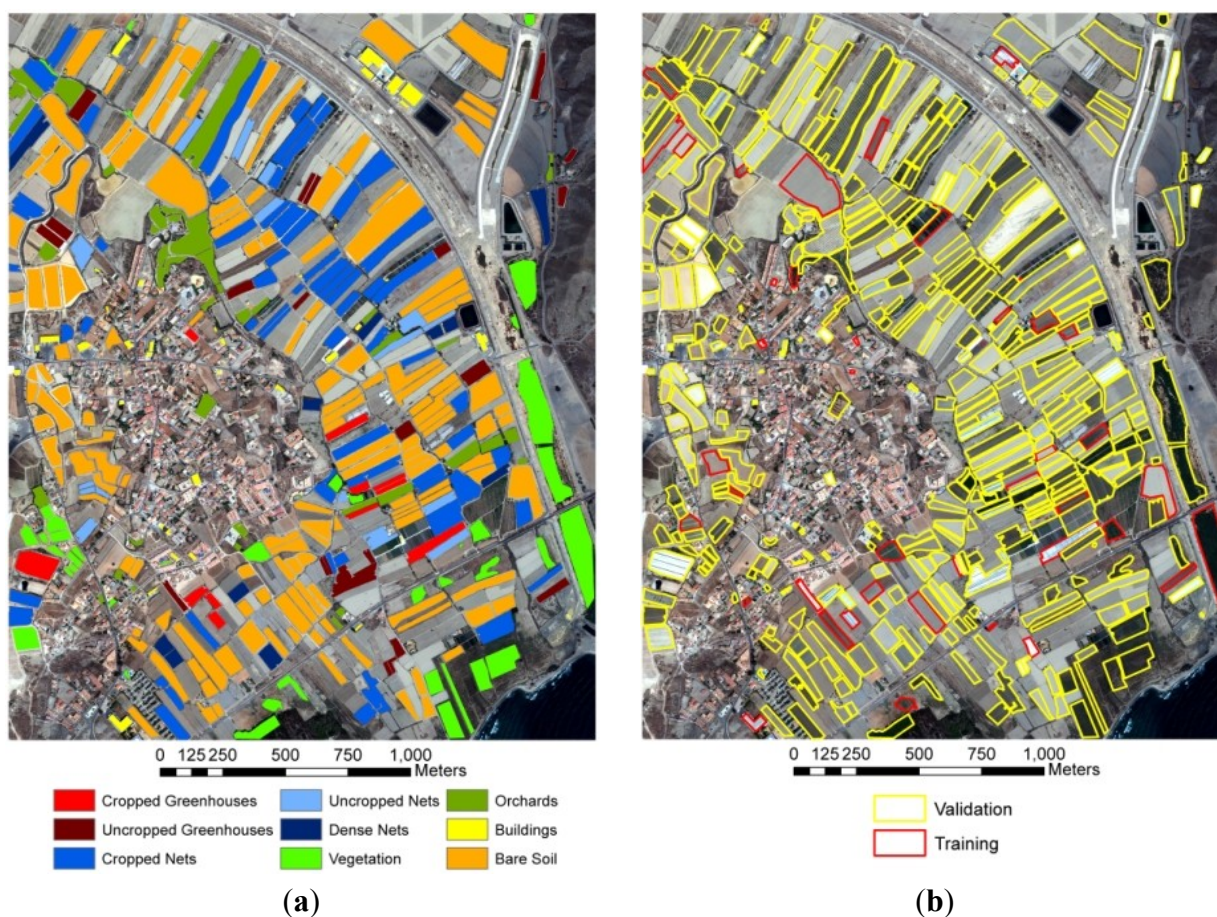 0 125 250 500 750 1,000
Meters
Cropped Greenhouses
Uncropped Greenhouses
Cropped Nets
Uncropped Nets
Dense Nets
Vegetation
Orchards
Buildings
Bare Soil
(a)
0 125 250 500 750 1,000
Meters
Validation
Training
(b)